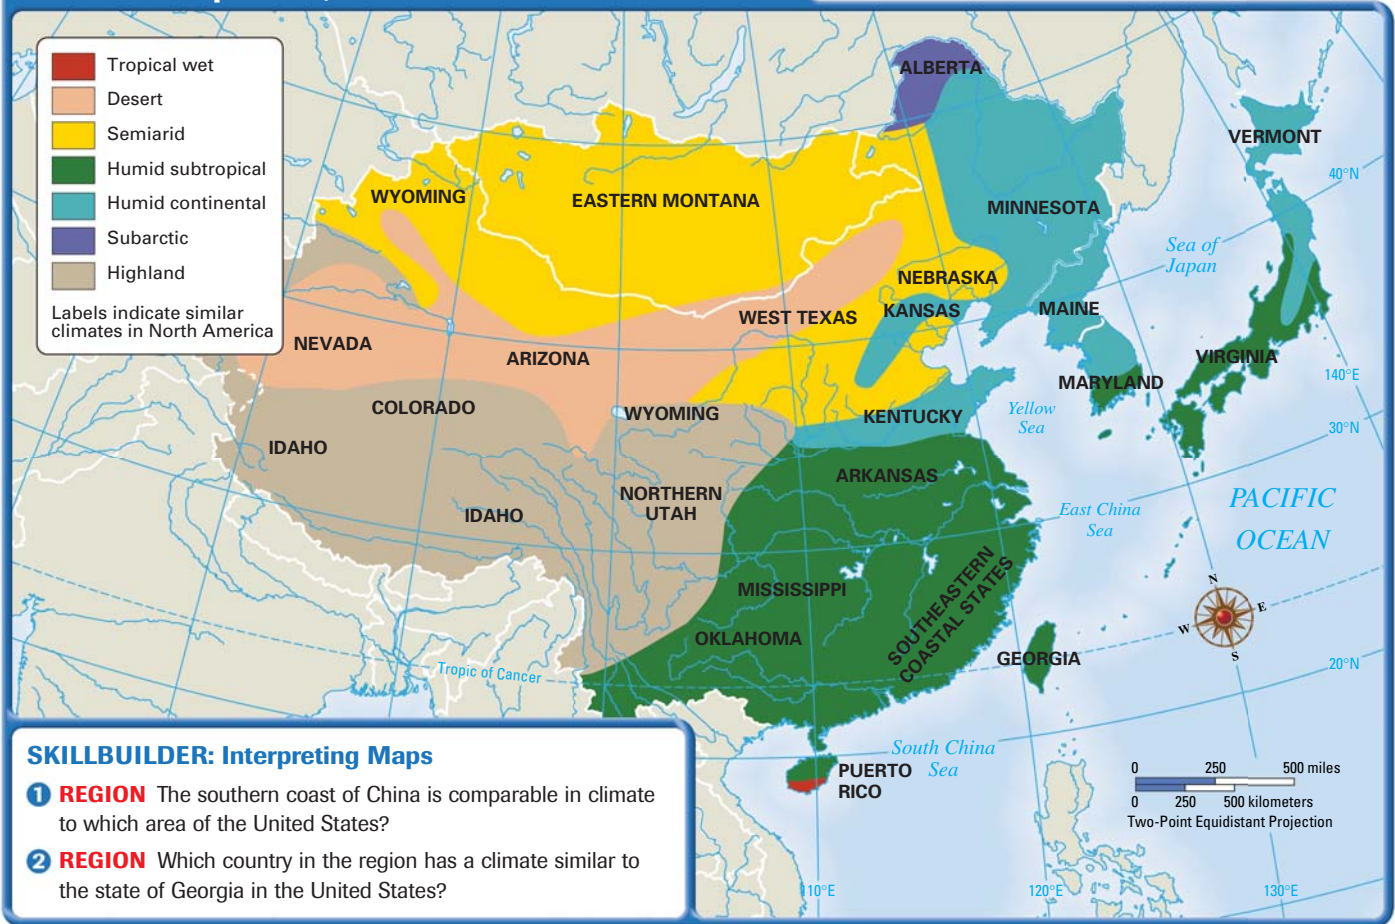 Tropical wet
Desert
Semiarid
Humid subtropical
Humid continental
Subarctic
Highland
Labels indicate similar
climates in North America
ALBERTA
VERMONT
40°N
WYOMING
EASTERN MONTANA
MINNESOTA
Sea of
Japan
NEBRASKA
KANSAS
MAINE
WEST TEXAS
NEVADA
ARIZONA
VIRGINIA
140°E
MARYLAND
COLORADO
WYOMING
KENTUCKY
Yellow
Sea
30°N
IDAHO
ARKANSAS
NORTHERN
UTAH
IDAHO
East China
Sea
PACIFIC
OCEAN
MISSISSIPPI
SOUTHEASTERN
COASTAL STATES
N
E
W
S
OKLAHOMA
GEORGIA
20°N
Tropic of Cancer
South China
Sea
PUERTO
RICO
0 250 500 miles
0 250 500 kilometers
Two-Point Equidistant Projection
110°E
120°E
130°E
SKILLBUILDER: Interpreting Maps
1 REGION The southern coast of China is comparable in climate
to which area of the United States?
2 REGION Which country in the region has a climate similar to
the state of Georgia in the United States?